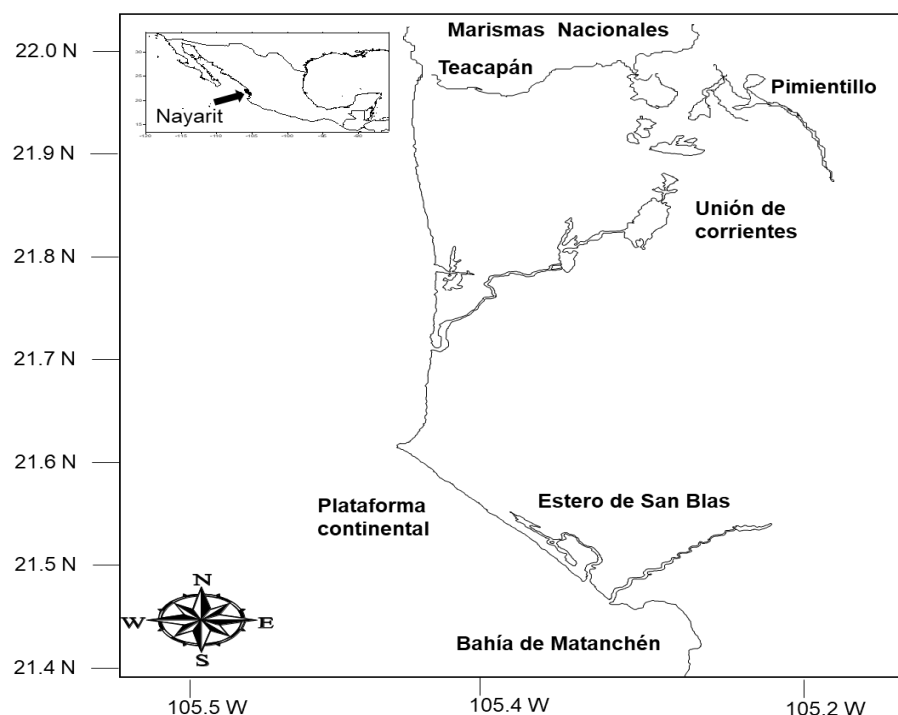 22.0 N
21.9 N
21.8 N
21.7 N
21.6 N
21.5 N
21.4 N
Nayarit
Marismas Nacionales
Teacapán
Pimientillo
Unión de
corrientes
Plataforma
continental
Estero de San Blas
Bahía de Matanchén
N
W E
S
105.5 W 105.4 W 105.2 W